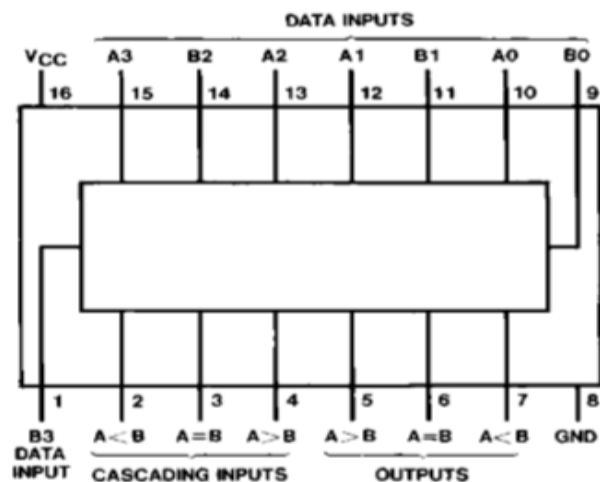 DATA INPUTS
VCC A3 B2 A2 A1 B1 A0 B0
16 15 14 13 12 11 10 9
1 2 3 4 5 6 7 8
B3 A<B A=B A>B A>B A=B A<B GND
DATA
INPUT CASCADING INPUTS OUTPUTS